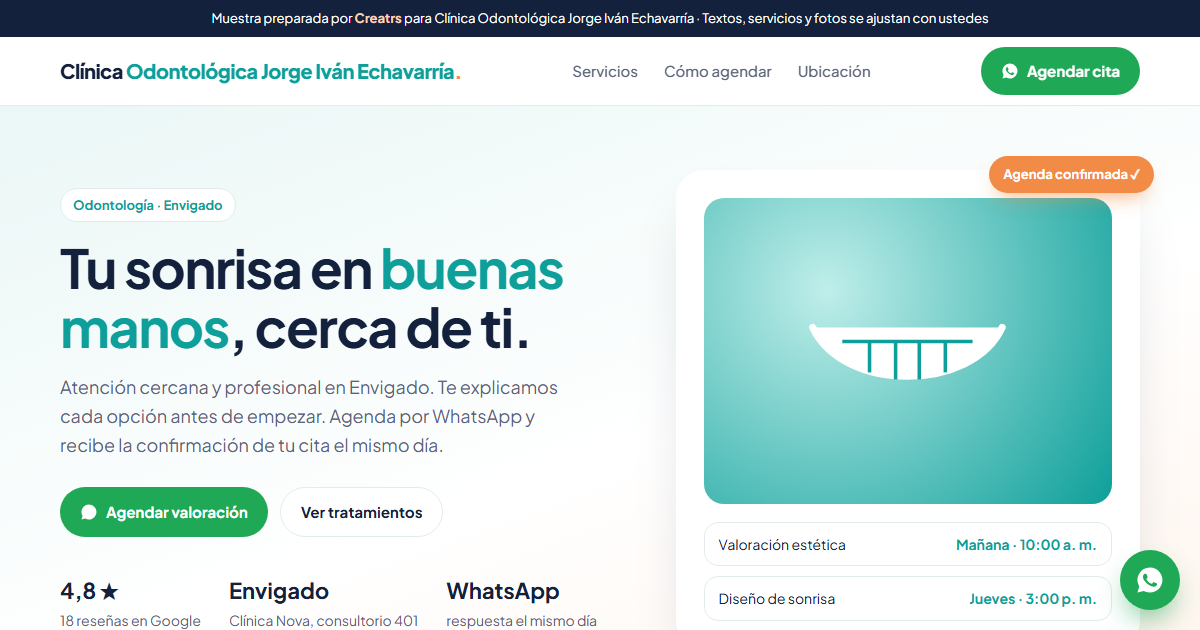 Muestra preparada por Creatrs para Clínica Odontológica Jorge Iván Echavarría · Textos, servicios y fotos se ajustan con ustedes
Clínica Odontológica Jorge Iván Echavarría.
Servicios
Cómo agendar
Ubicación
Agendar cita
Odontología · Envigado
Tu sonrisa en buenas
manos, cerca de ti.
Atención cercana y profesional en Envigado. Te explicamos
cada opción antes de empezar. Agenda por WhatsApp y
recibe la confirmación de tu cita el mismo día.
Agendar valoración
Ver tratamientos
4,8 ★
18 reseñas en Google
Envigado
Clínica Nova, consultorio 401
WhatsApp
respuesta el mismo día
Agenda confirmada ✓
Valoración estética
Mañana · 10:00 a. m.
Diseño de sonrisa
Jueves · 3:00 p. m.